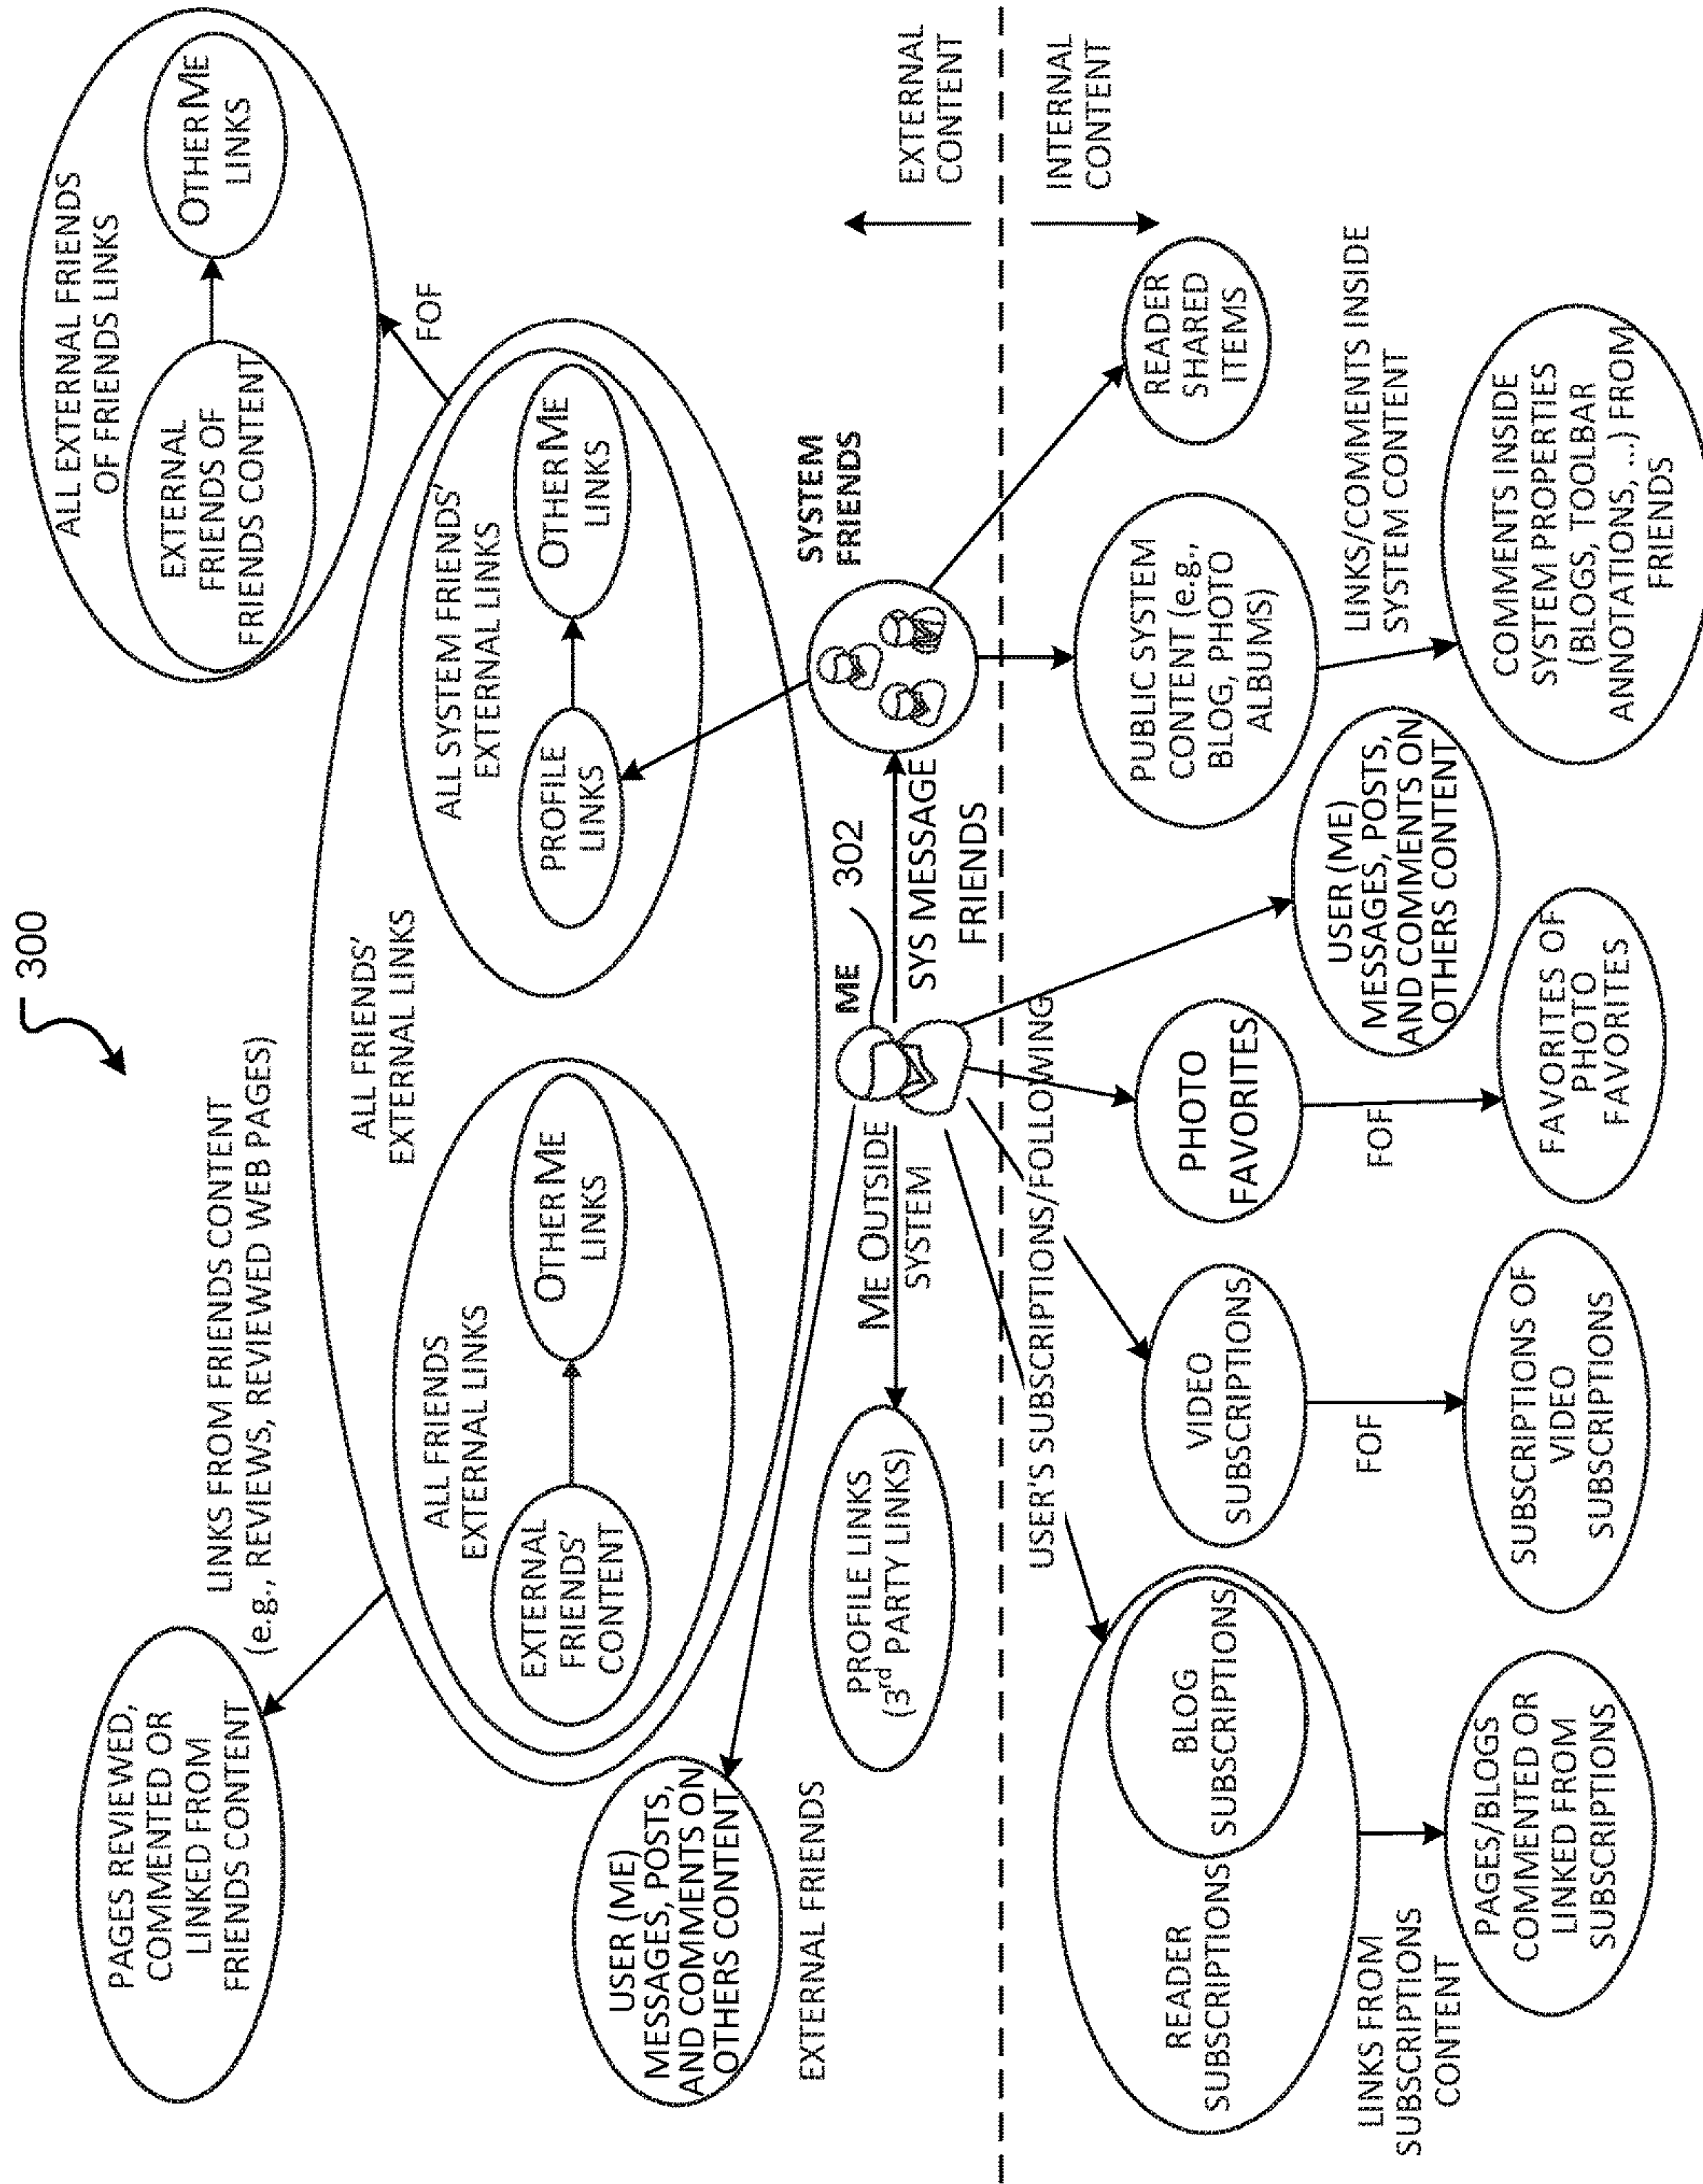 300
LINKS FROM FRIENDS CONTENT
(e.g., REVIEWS, REVIEWED WEB PAGES)
PAGES REVIEWED,
COMMENTED OR
LINKED FROM
FRIENDS CONTENT
ALL EXTERNAL FRIENDS
OF FRIENDS LINKS
EXTERNAL
FRIENDS OF
FRIENDS CONTENT
OTHER ME
LINKS
FOF
ALL FRIENDS'
EXTERNAL LINKS
ALL FRIENDS
EXTERNAL LINKS
EXTERNAL
FRIENDS'
CONTENT
OTHER ME
LINKS
ALL SYSTEM FRIENDS'
EXTERNAL LINKS
PROFILE
LINKS
OTHER ME
LINKS
USER (ME)
MESSAGES, POSTS,
AND COMMENTS ON
OTHERS CONTENT
EXTERNAL FRIENDS
PROFILE LINKS
(3rd PARTY LINKS)
ME OUTSIDE
SYSTEM
ME
302
SYS MESSAGE
FRIENDS
SYSTEM
FRIENDS
EXTERNAL
CONTENT
INTERNAL
CONTENT
USER'S SUBSCRIPTIONS/FOLLOWING
READER
SUBSCRIPTIONS
BLOG
SUBSCRIPTIONS
VIDEO
SUBSCRIPTIONS
PHOTO
FAVORITES
USER (ME)
MESSAGES, POSTS,
AND COMMENTS ON
OTHERS CONTENT
PUBLIC SYSTEM
CONTENT (e.g.,
BLOG, PHOTO
ALBUMS)
READER
SHARED
ITEMS
LINKS FROM
SUBSCRIPTIONS
CONTENT
FOF
FOF
LINKS/COMMENTS INSIDE
SYSTEM CONTENT
PAGES/BLOGS
COMMENTED OR
LINKED FROM
SUBSCRIPTIONS
SUBSCRIPTIONS OF
VIDEO
SUBSCRIPTIONS
FAVORITES OF
PHOTO
FAVORITES
COMMENTS INSIDE
SYSTEM PROPERTIES
(BLOGS, TOOLBAR
ANNOTATIONS, ...) FROM
FRIENDS